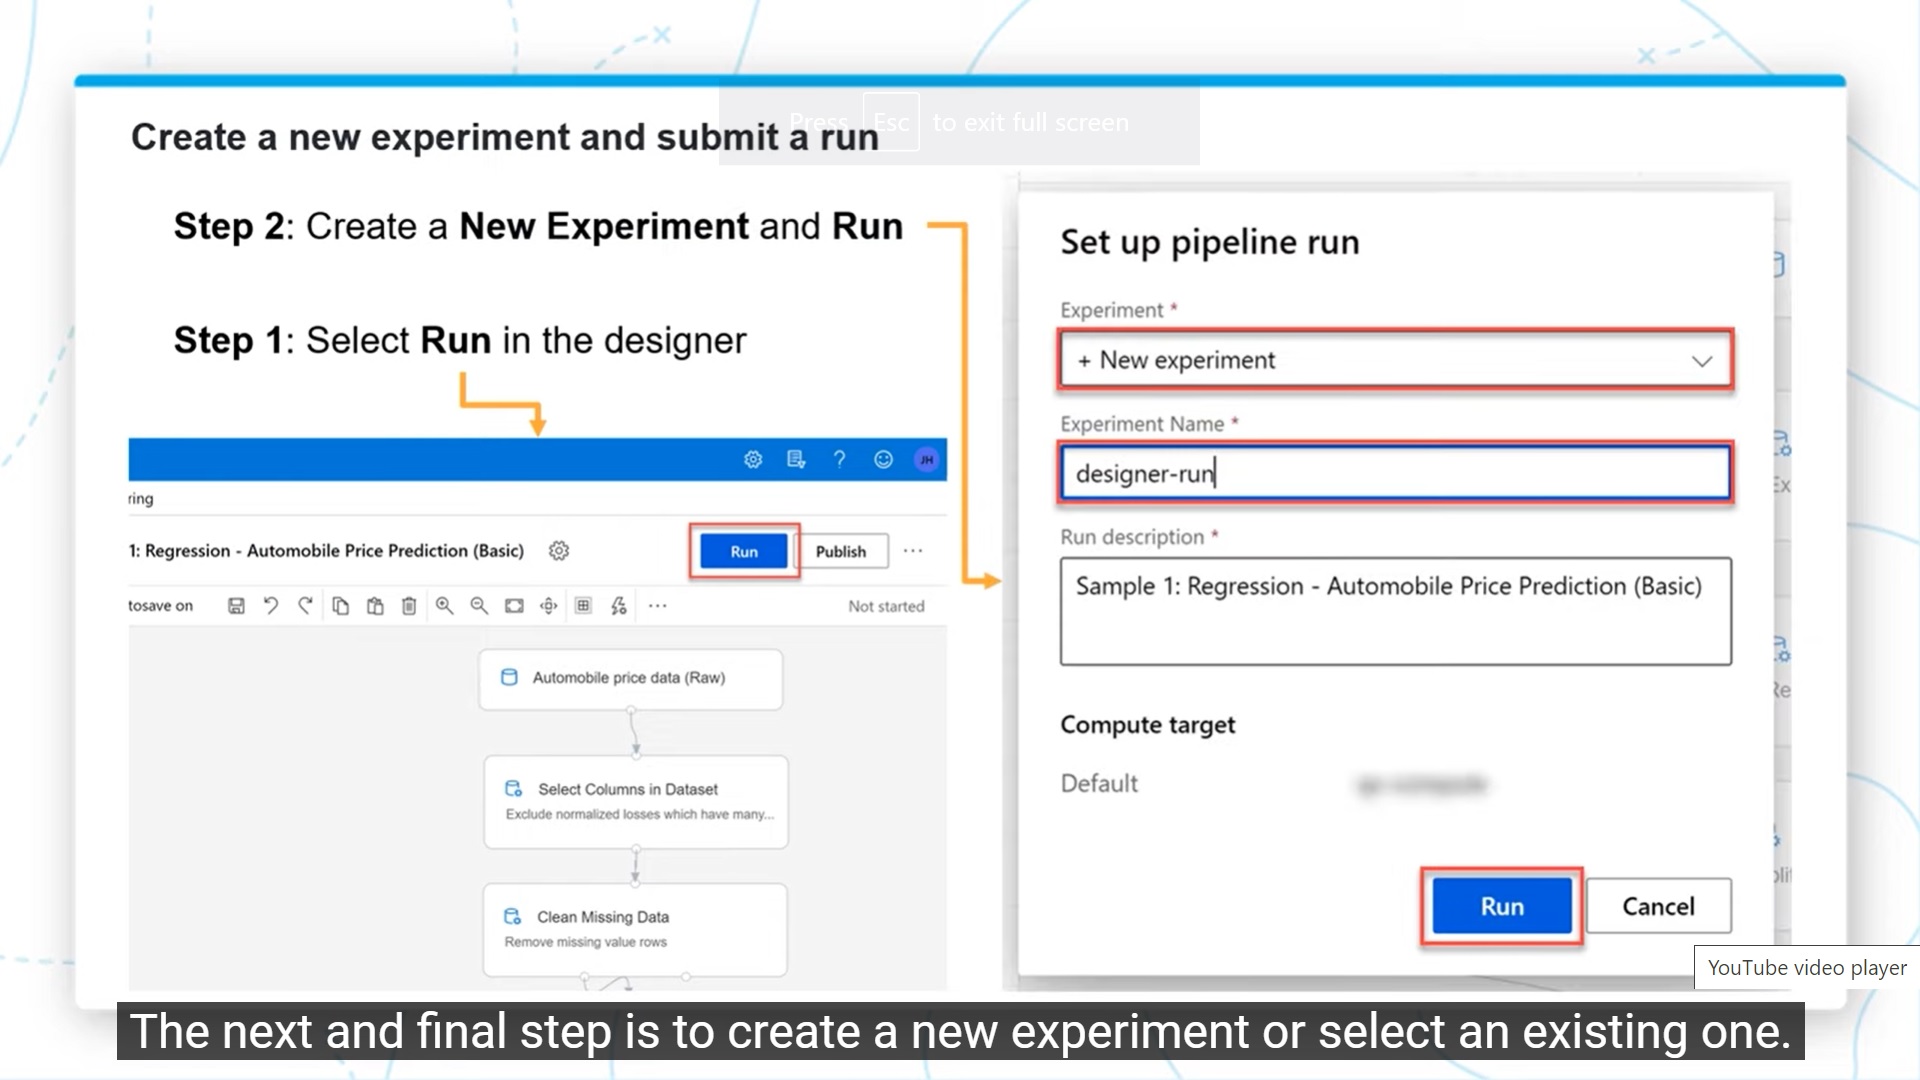 Press Esc to exit full screen
Create a new experiment and submit a run
Step 2: Create a New Experiment and Run
Step 1: Select Run in the designer
JH
ring
1: Regression - Automobile Price Prediction (Basic)
Run
Publish
tosave on
Not started
Automobile price data (Raw)
Select Columns in Dataset
Exclude normalized losses which have many...
Clean Missing Data
Remove missing value rows
Set up pipeline run
Experiment *
+ New experiment
Experiment Name *
designer-run
Run description *
Sample 1: Regression - Automobile Price Prediction (Basic)
Compute target
Default
Run
Cancel
Ex
Re
plit
YouTube video player
The next and final step is to create a new experiment or select an existing one.